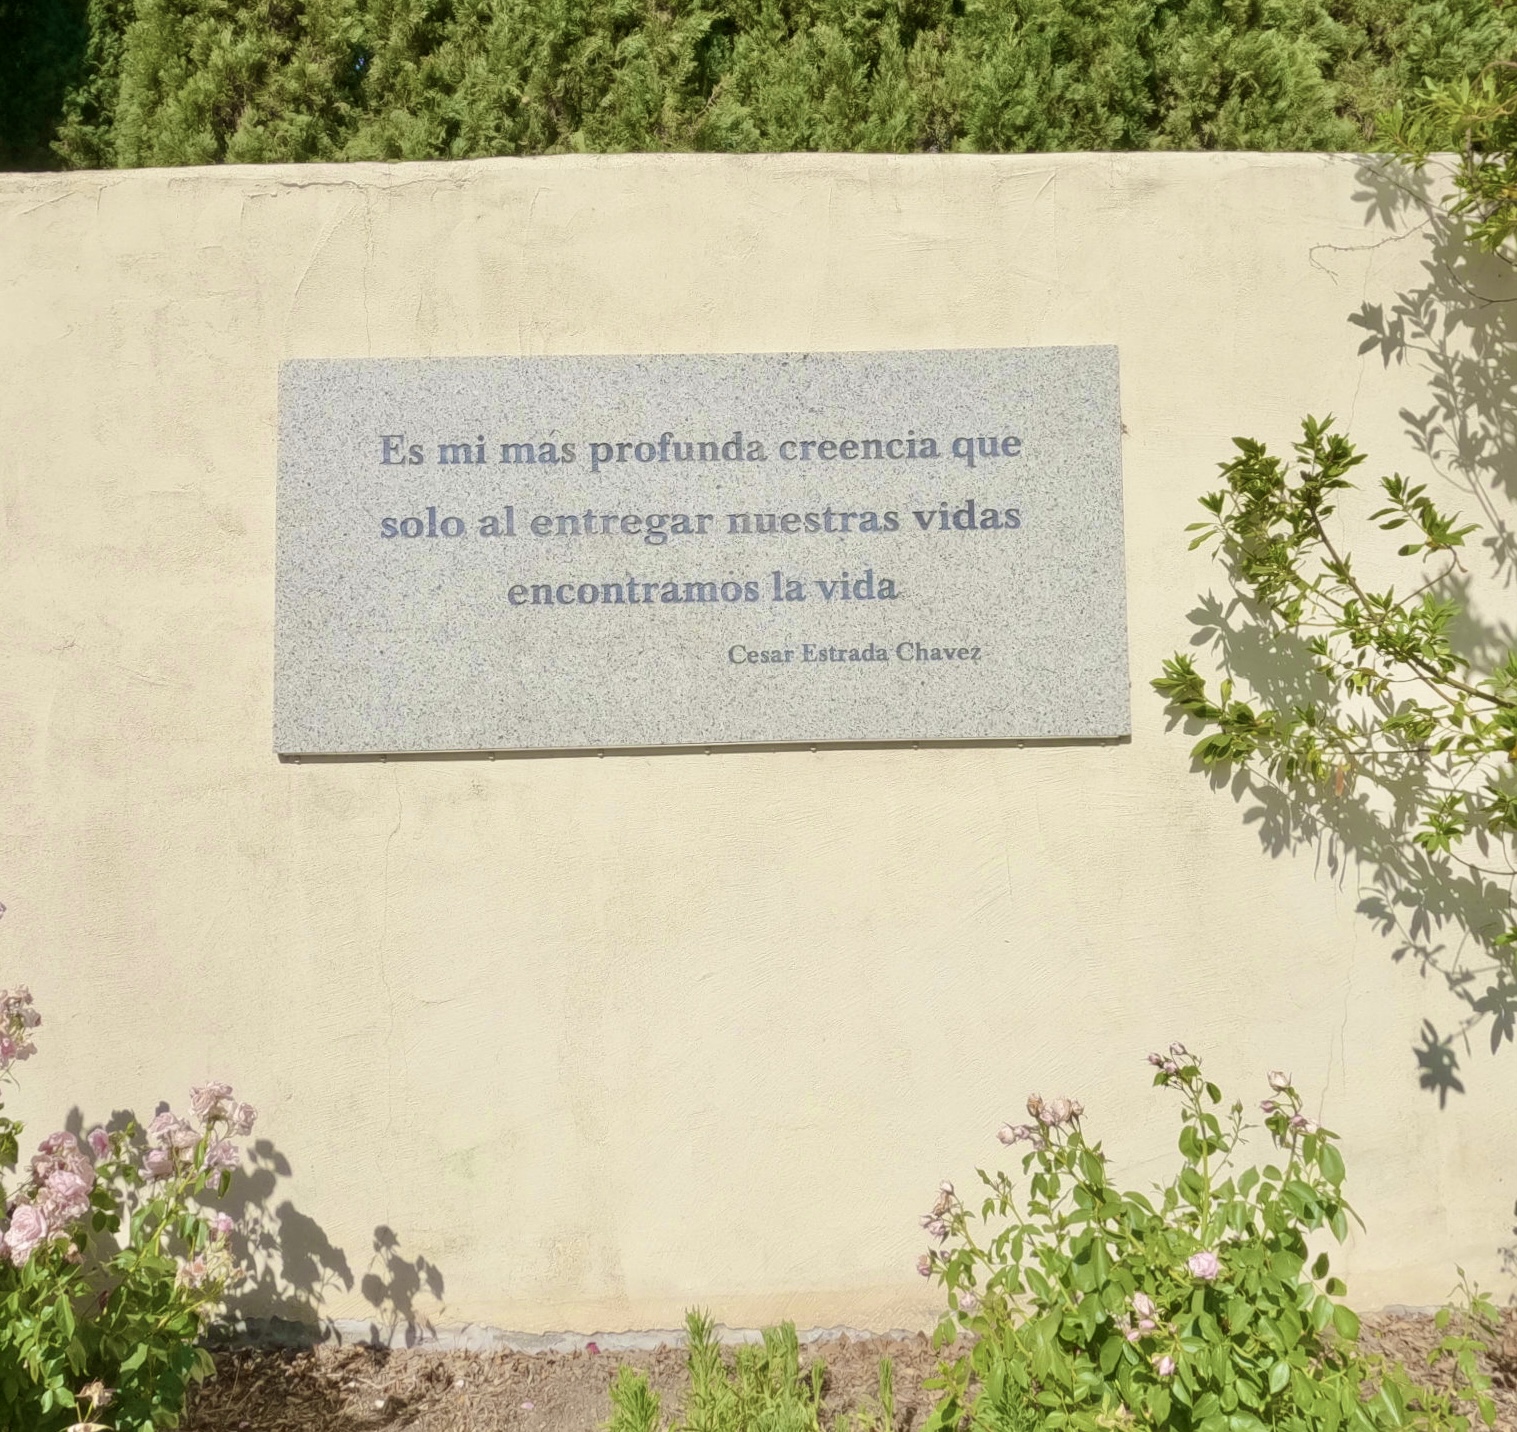 Es mi más profunda creencia que
solo al entregar nuestras vidas
encontramos la vida
Cesar Estrada Chavez